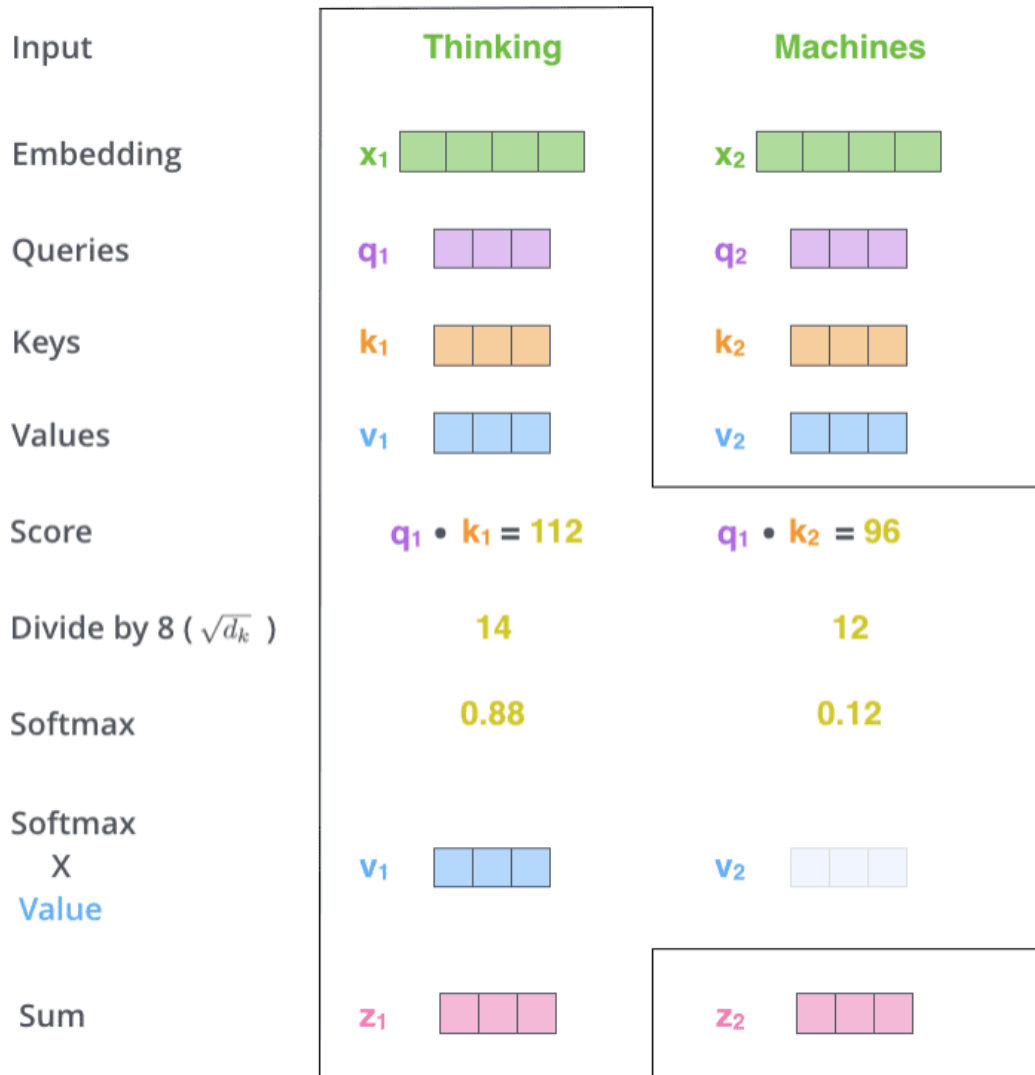 Input Thinking Machines
Embedding x₁ x₂
Queries q₁ q₂
Keys k₁ k₂
Values v₁ v₂
Score q₁ • k₁ = 112 q₁ • k₂ = 96
Divide by 8 ( √dₖ ) 14 12
Softmax 0.88 0.12
Softmax
X v₁ v₂
Value
Sum z₁ z₂